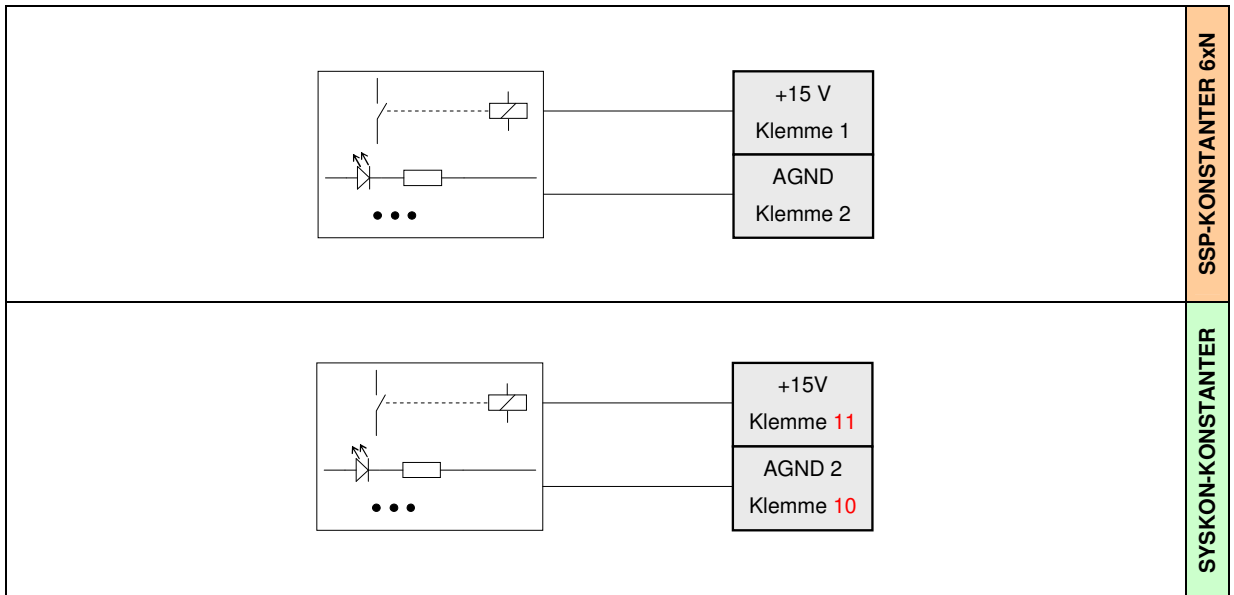 +15 V
Klemme 1
AGND
Klemme 2
SSP-KONSTANTER 6xN
+15V
Klemme 11
AGND 2
Klemme 10
SYSKON-KONSTANTER